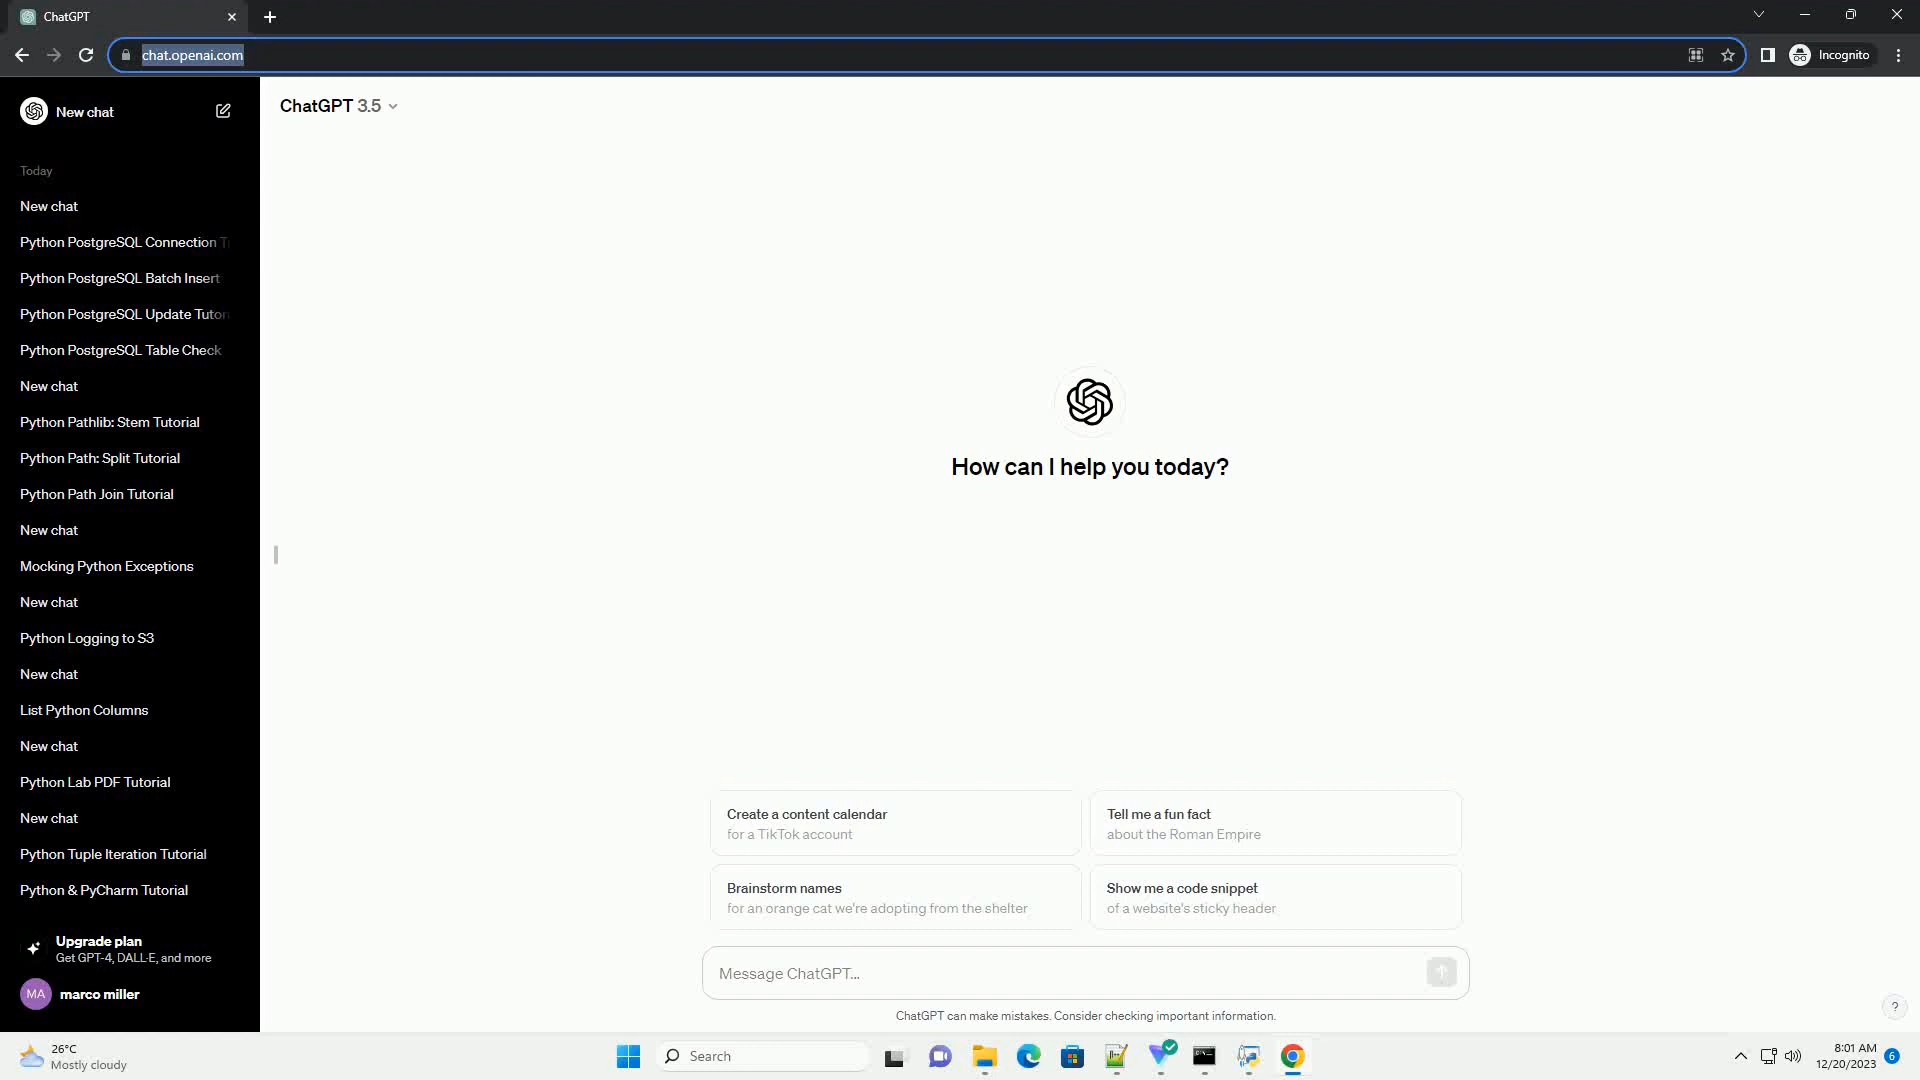 ChatGPT
chat.openai.com
Incognito
New chat
ChatGPT 3.5
Today
New chat
Python PostgreSQL Connection
Python PostgreSQL Batch Insert
Python PostgreSQL Update Tutor
Python PostgreSQL Table Check
New chat
Python Pathlib: Stem Tutorial
Python Path: Split Tutorial
Python Path Join Tutorial
New chat
Mocking Python Exceptions
New chat
Python Logging to S3
New chat
List Python Columns
New chat
Python Lab PDF Tutorial
New chat
Python Tuple Iteration Tutorial
Python & PyCharm Tutorial
Upgrade plan
Get GPT-4, DALL·E, and more
MA marco miller
How can I help you today?
Create a content calendar
for a TikTok account
Tell me a fun fact
about the Roman Empire
Brainstorm names
for an orange cat we're adopting from the shelter
Show me a code snippet
of a website's sticky header
Message ChatGPT...
ChatGPT can make mistakes. Consider checking important information.
?
26°C
Mostly cloudy
Search
8:01 AM
12/20/2023
6